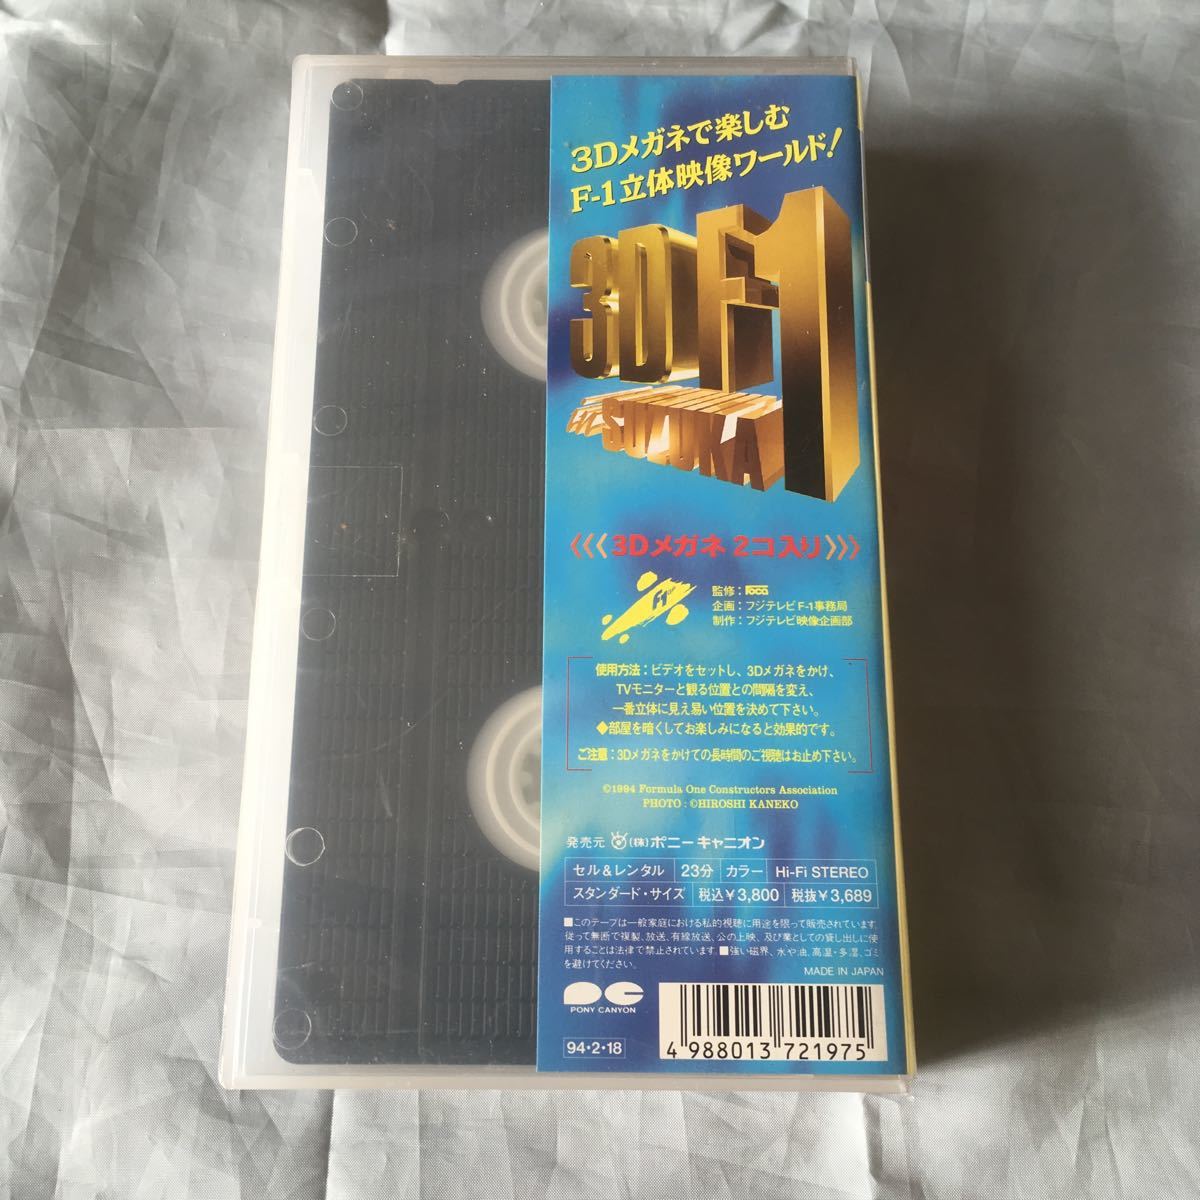 3Dメガネで楽しむ
F-1立体映像ワールド!
3D F1
in SUZUKA
《《《3Dメガネ 2コ入り》》》
F1
監修:foca
企画:フジテレビF-1事務局
制作:フジテレビ映像企画部
使用方法:ビデオをセットし、3Dメガネをかけ、
TVモニターと観る位置との間隔を変え、
一番立体に見え易い位置を決めて下さい。
◆部屋を暗くしてお楽しみになると効果的です。
ご注意:3Dメガネをかけての長時間のご視聴はお止め下さい。
©1994 Formula One Constructors Association
PHOTO : ©HIROSHI KANEKO
発売元 (株)ポニーキャニオン
セル&レンタル 23分 カラー Hi-Fi STEREO
スタンダード・サイズ 税込¥3,800 税抜¥3,689
■このテープは一般家庭における私的視聴に用途を限って販売されています。
従って無断で複製、放送、有線放送、公の上映、及び業としての貸し出しに使
用することは法律で禁止されています。■強い磁界、水や油、高温・多湿、ゴミ
を避けてください。
MADE IN JAPAN
PONY CANYON
94・2・18
4 988013 721975